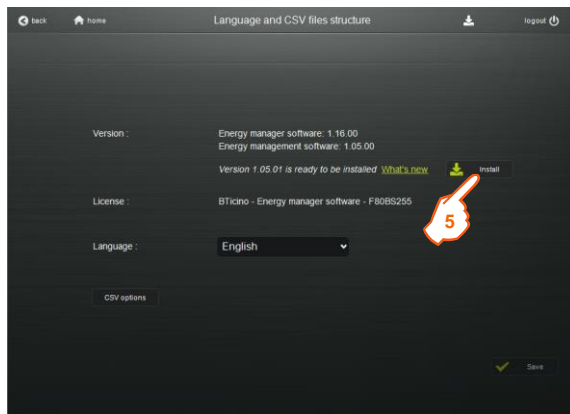 back home Language and CSV files structure logout
Version : Energy manager software: 1.16.00
Energy management software: 1.05.00
Version 1.05.01 is ready to be installed What's new Install
License : BTicino - Energy manager software - F80BS255
5
Language : English
CSV options
Save